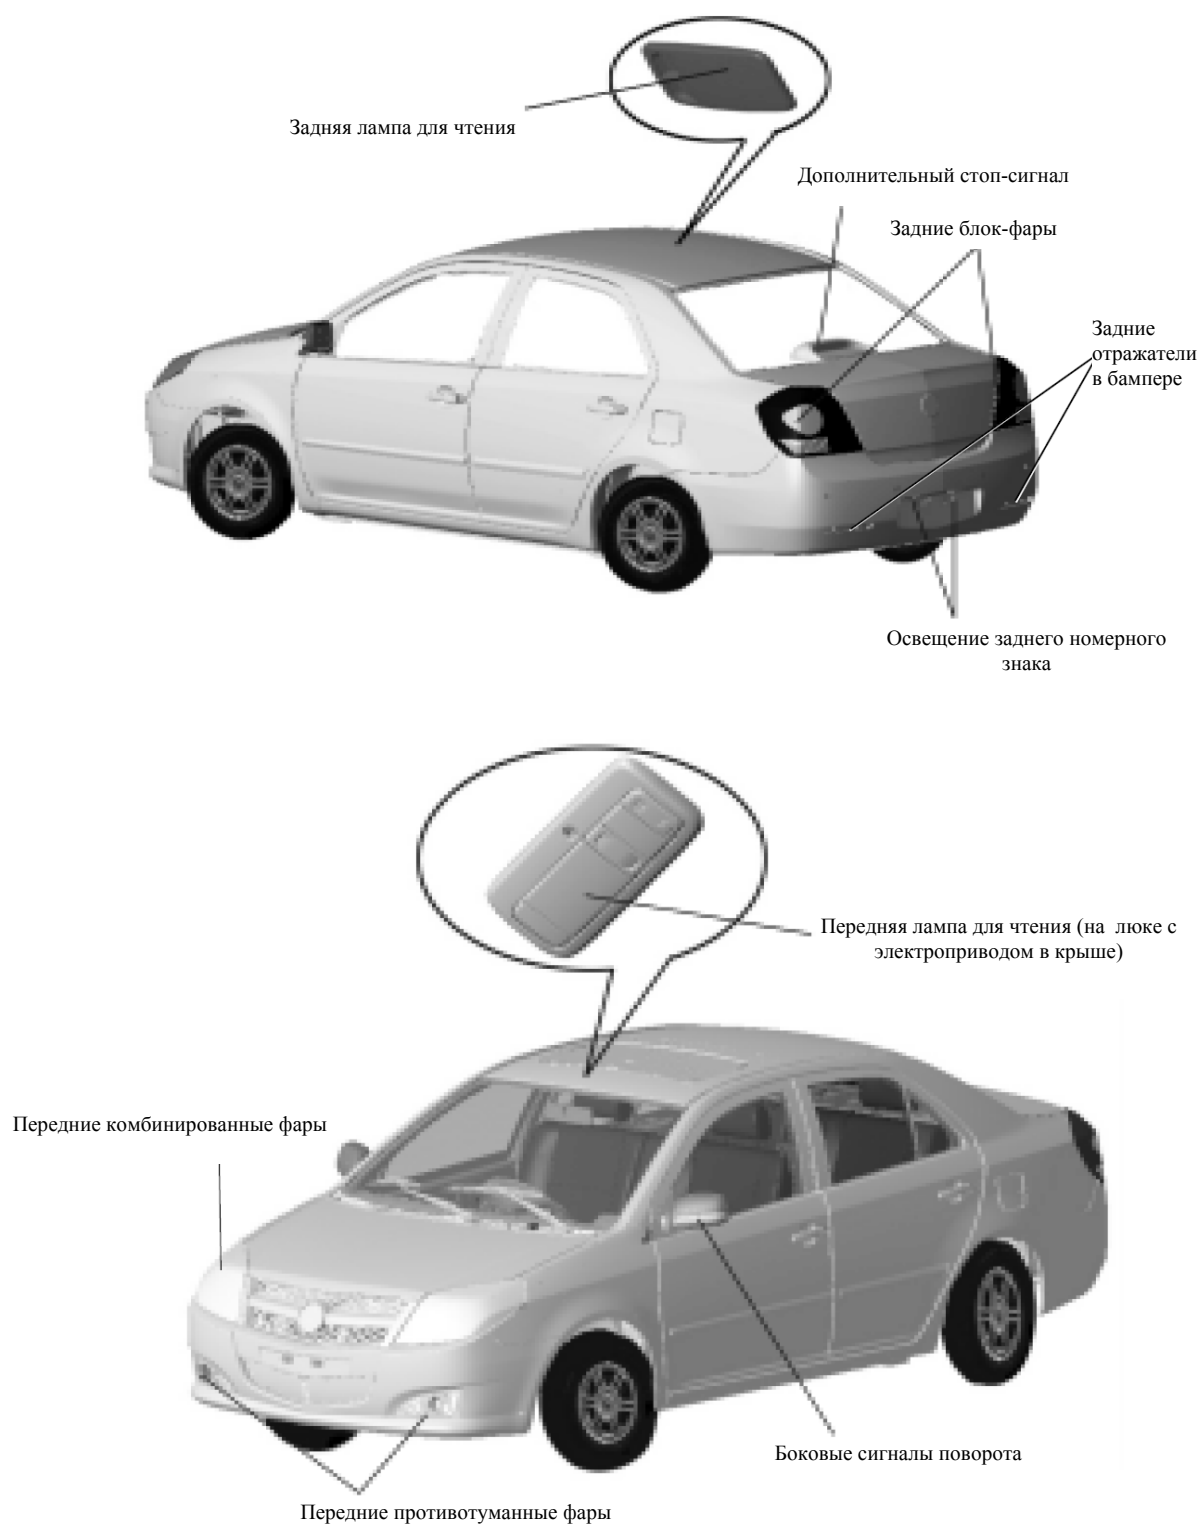 Задняя лампа для чтения
Дополнительный стоп-сигнал
Задние блок-фары
Задние
отражатели
в бампере
Освещение заднего номерного
знака
Передняя лампа для чтения (на люке с
электроприводом в крыше)
Передние комбинированные фары
Боковые сигналы поворота
Передние противотуманные фары